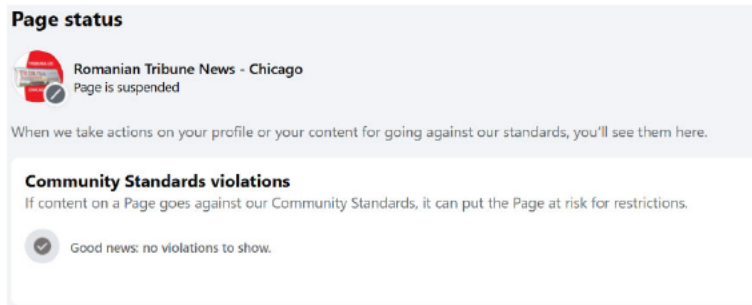 Page status
Romanian Tribune News - Chicago
Page is suspended
When we take actions on your profile or your content for going against our standards, you'll see them here.
Community Standards violations
If content on a Page goes against our Community Standards, it can put the Page at risk for restrictions.
Good news: no violations to show.